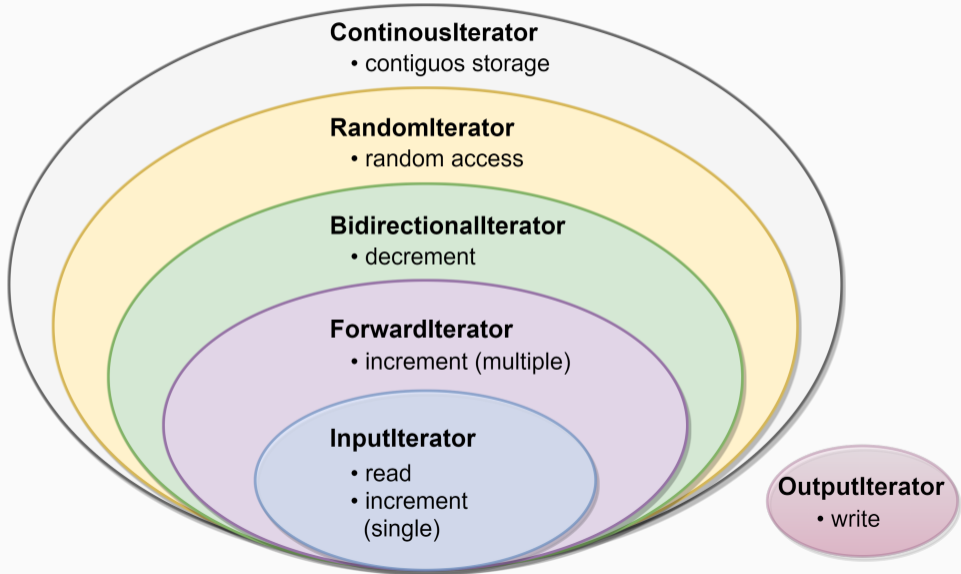 ContinousIterator
• contiguos storage
RandomIterator
• random access
BidirectionalIterator
• decrement
ForwardIterator
• increment (multiple)
InputIterator
• read
• increment
(single)
OutputIterator
• write